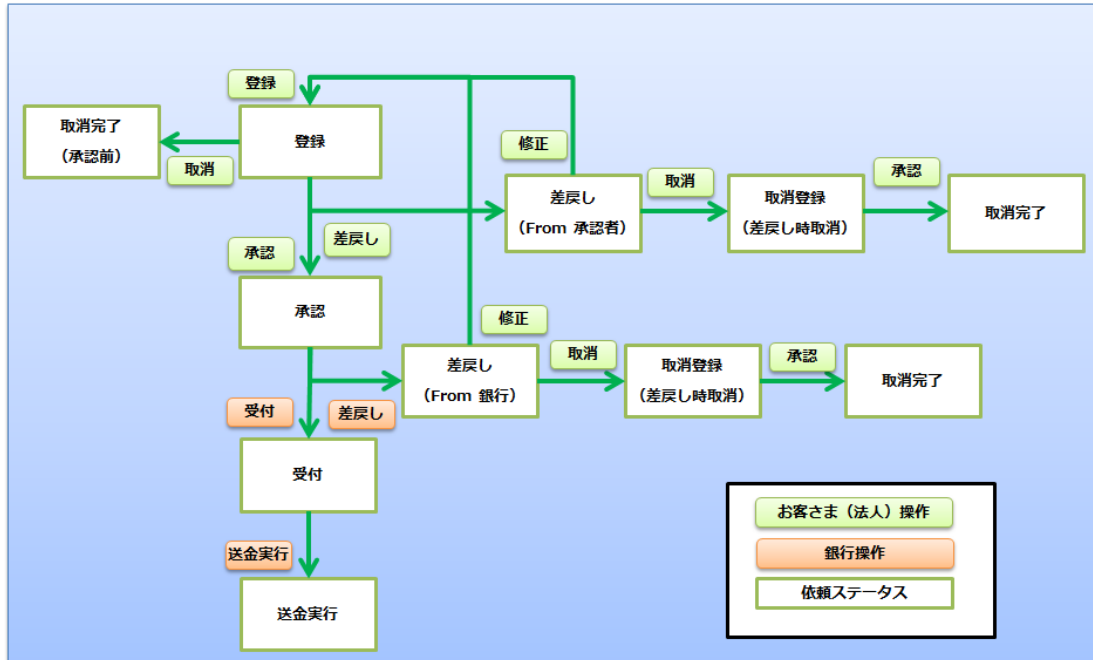 登録
取消完了
（承認前）
登録
取消
修正
取消
承認
差戻し
（From 承認者）
取消登録
（差戻し時取消）
取消完了
承認
差戻し
承認
修正
取消
承認
差戻し
（From 銀行）
取消登録
（差戻し時取消）
取消完了
受付
差戻し
受付
送金実行
送金実行
お客さま（法人）操作
銀行操作
依頼ステータス